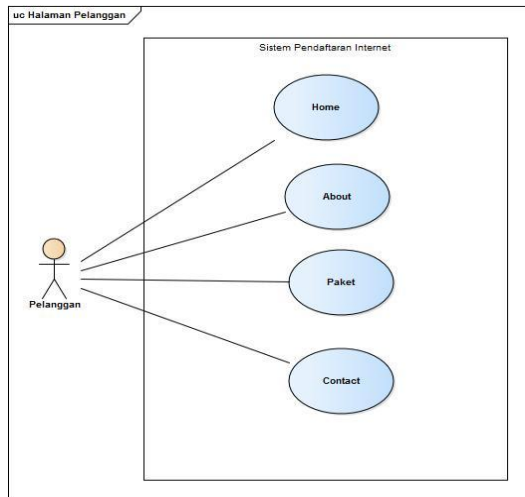 uc Halaman Pelanggan
Sistem Pendaftaran Internet
Home
About
Paket
Pelanggan
Contact